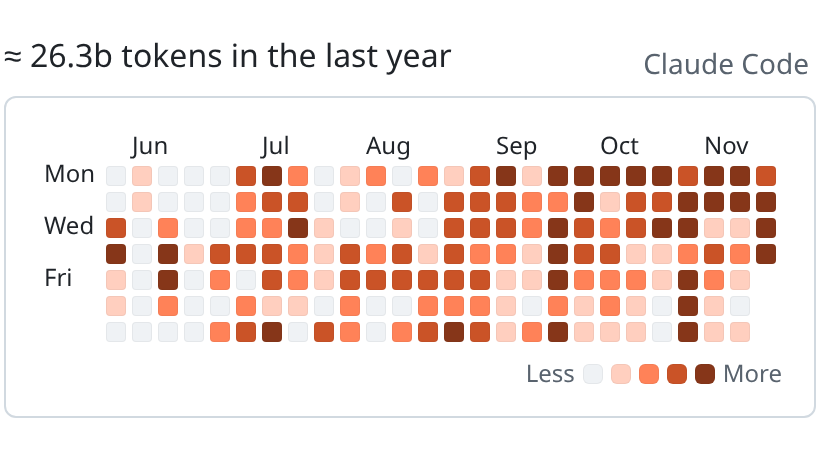 ≈ 26.3b tokens in the last year
Claude Code
Jun Jul Aug Sep Oct Nov
Mon
Wed
Fri
Less More